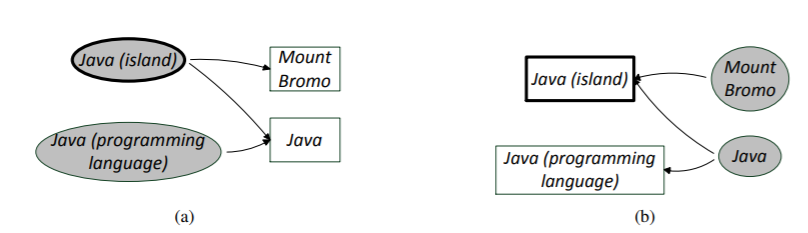 Java (island)
Mount
Bromo
Java (programming
language)
Java
(a)
Java (island)
Mount
Bromo
Java (programming
language)
Java
(b)